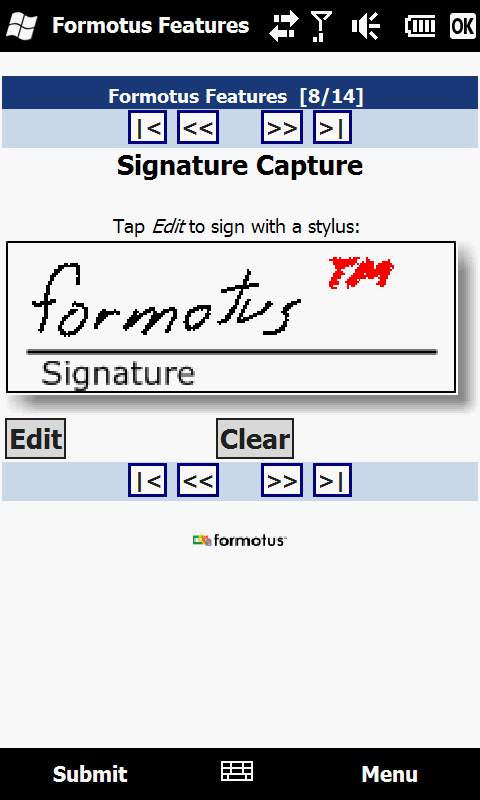 Formotus Features OK
Formotus Features [8/14]
|< << >> >|
Signature Capture
Tap Edit to sign with a stylus:
formotus TM
Signature
Edit Clear
|< << >> >|
formotus
Submit Menu